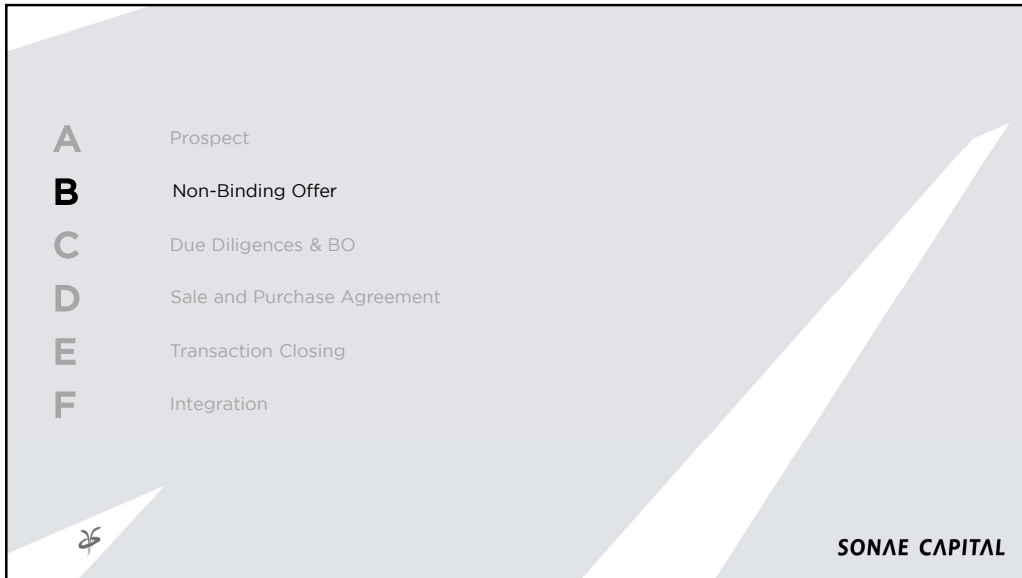 A Prospect
B Non-Binding Offer
C Due Diligences & BO
D Sale and Purchase Agreement
E Transaction Closing
F Integration
SONAE CAPITAL